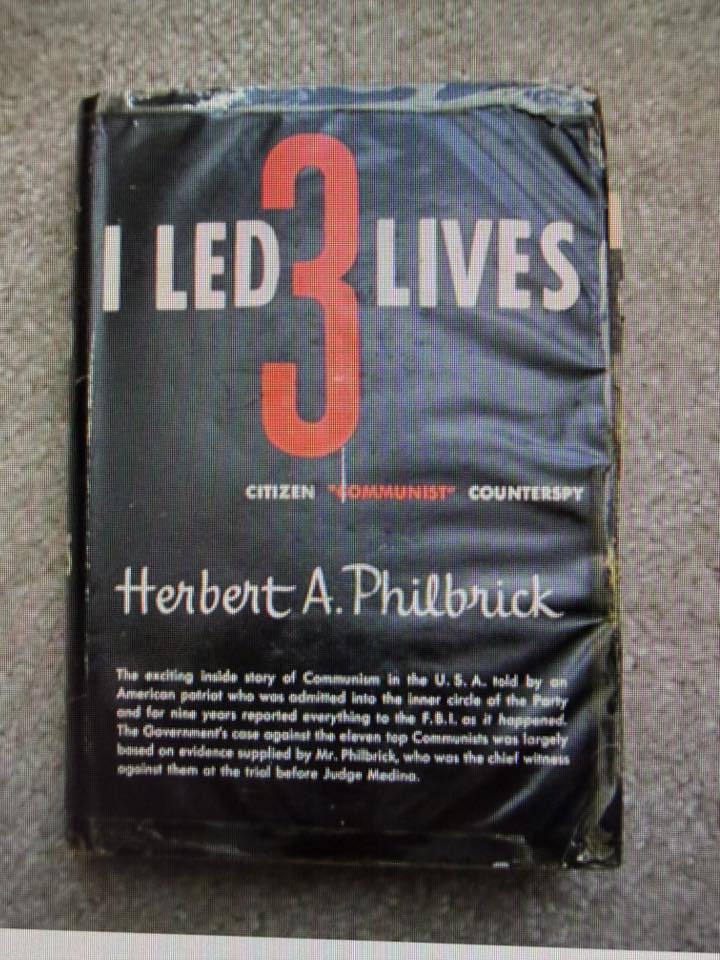 I LED 3 LIVES
CITIZEN "COMMUNIST" COUNTERSPY
Herbert A. Philbrick
The exciting inside story of Communism in the U. S. A. told by an
American patriot who was admitted into the inner circle of the Party
and for nine years reported everything to the F.B.I. as it happened.
The Government's case against the eleven top Communists was largely
based on evidence supplied by Mr. Philbrick, who was the chief witness
against them at the trial before Judge Medina.